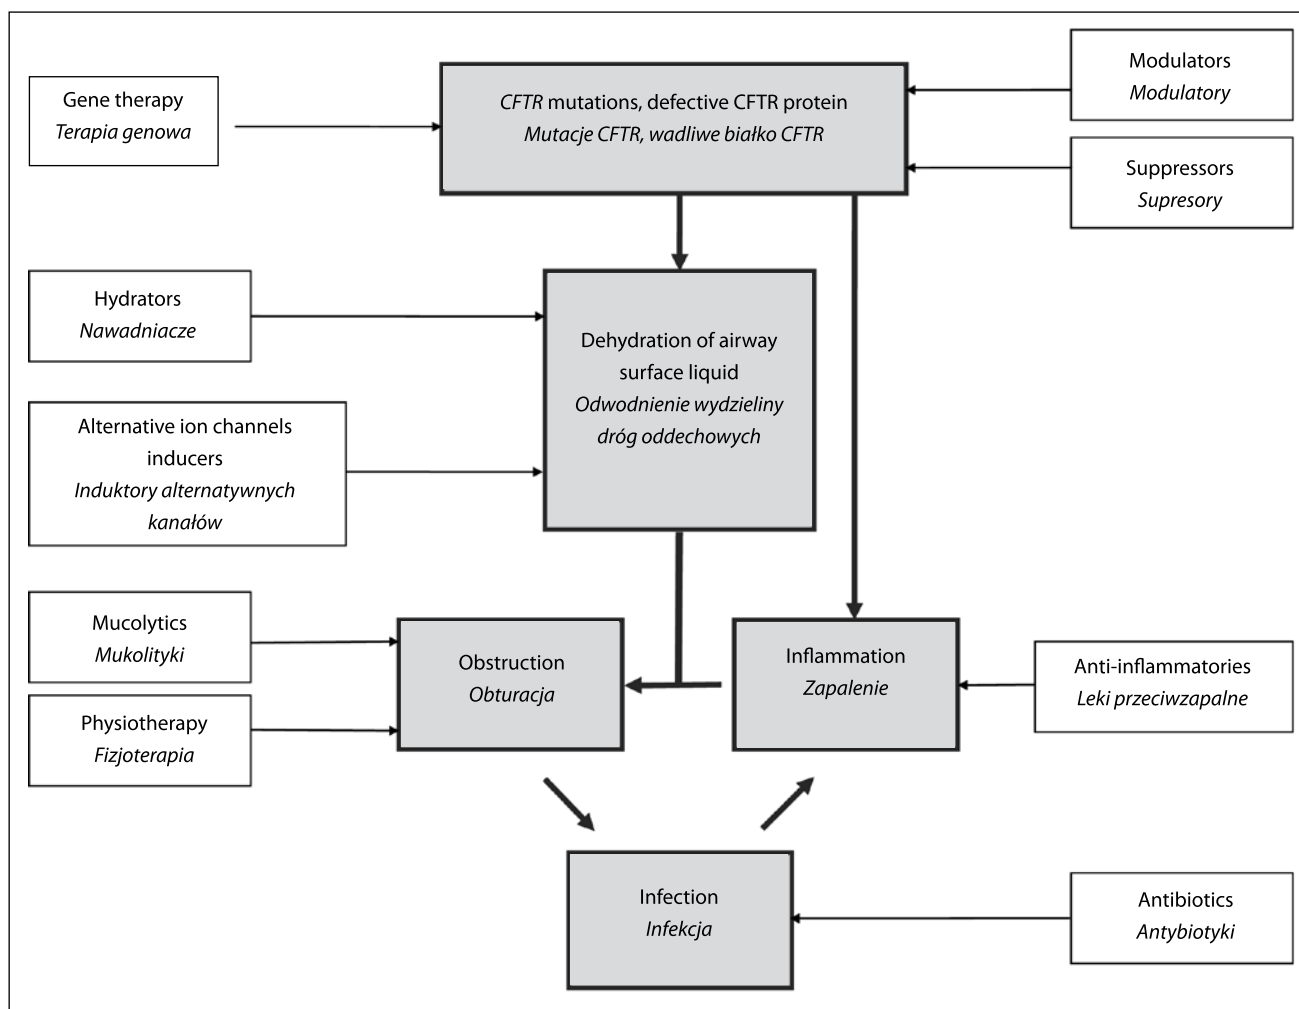 Gene therapy
Terapia genowa
CFTR mutations, defective CFTR protein
Mutacje CFTR, wadliwe białko CFTR
Modulators
Modulatory
Suppressors
Supresory
Hydrators
Nawadniacze
Dehydration of airway
surface liquid
Odwodnienie wydzieliny
dróg oddechowych
Alternative ion channels
inducers
Induktory alternatywnych
kanałów
Mucolytics
Mukolityki
Physiotherapy
Fizjoterapia
Obstruction
Obturacja
Inflammation
Zapalenie
Anti-inflammatories
Leki przeciwzapalne
Infection
Infekcja
Antibiotics
Antybiotyki